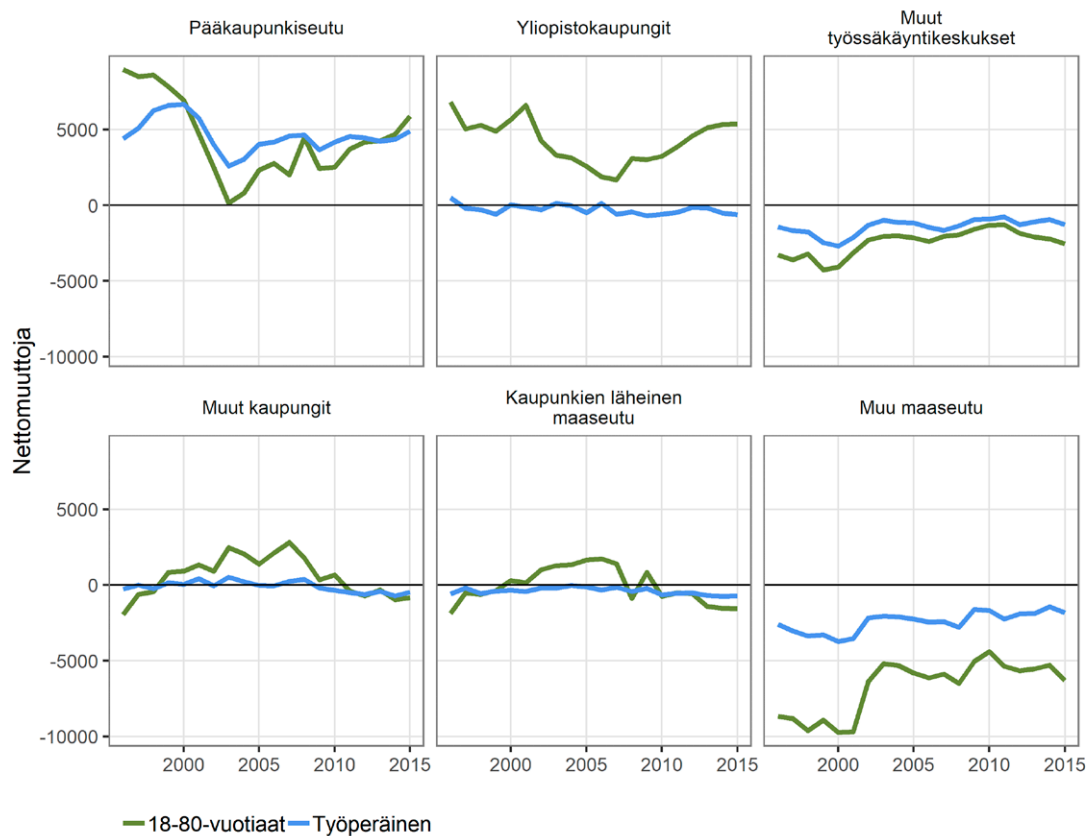 Pääkaupunkiseutu
Yliopistokaupungit
Muut
työssäkäyntikeskukset
5000
0
-5000
-10000
Nettomuuttoja
Muut kaupungit
Kaupunkien läheinen
maaseutu
Muu maaseutu
5000
0
-5000
-10000
2000 2005 2010 2015
2000 2005 2010 2015
2000 2005 2010 2015
18-80-vuotiaat Työperäinen